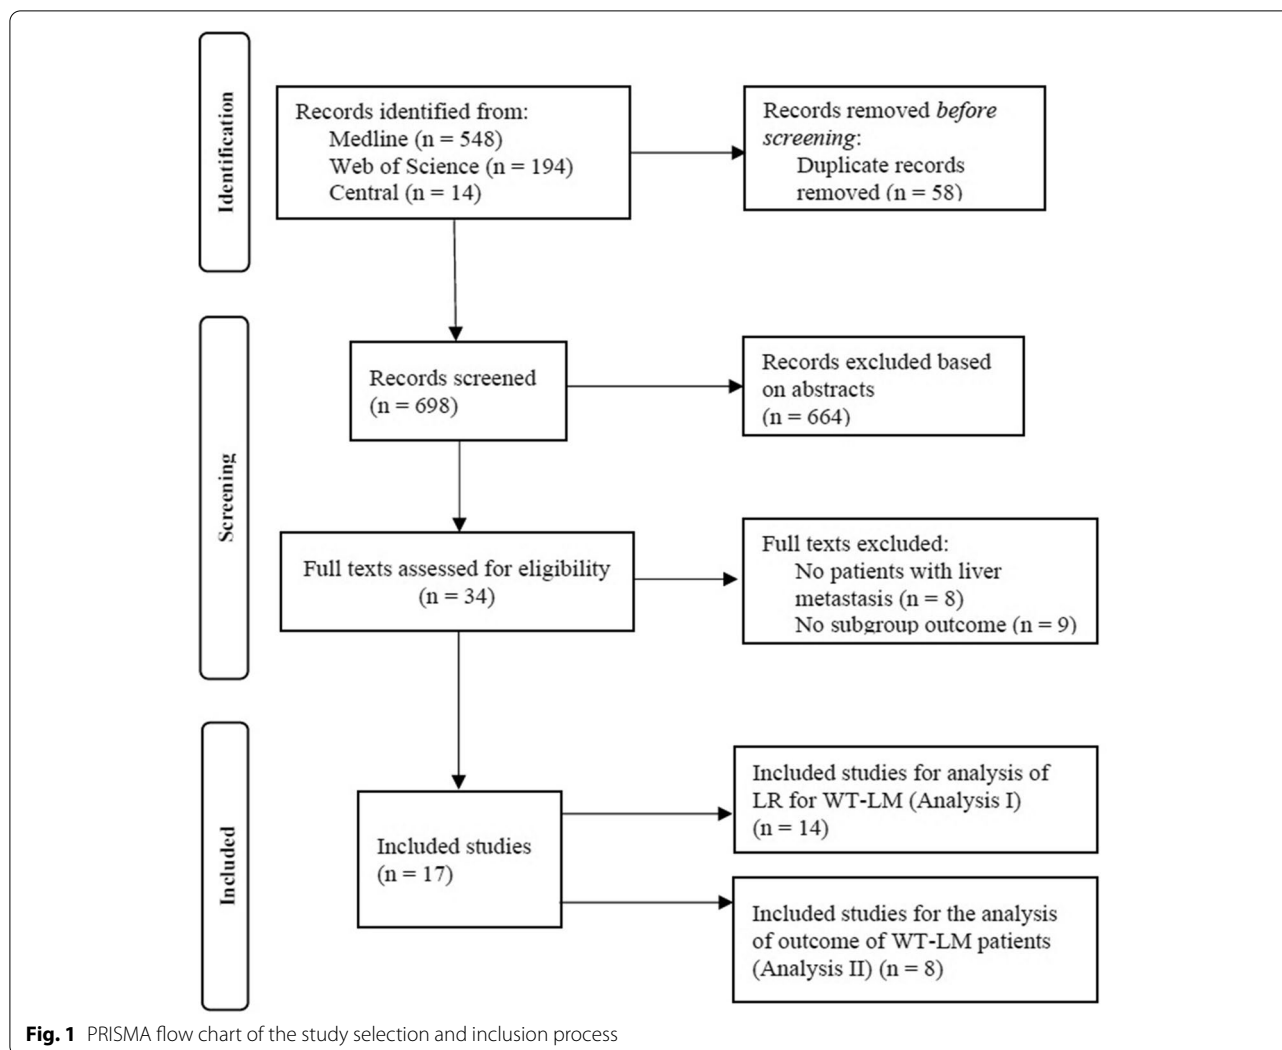 Identification
Records identified from:
Medline (n = 548)
Web of Science (n = 194)
Central (n = 14)
Records removed before
screening:
Duplicate records
removed (n = 58)
Screening
Records screened
(n = 698)
Records excluded based
on abstracts
(n = 664)
Full texts assessed for eligibility
(n = 34)
Full texts excluded:
No patients with liver
metastasis (n = 8)
No subgroup outcome (n = 9)
Included
Included studies
(n = 17)
Included studies for analysis of
LR for WT-LM (Analysis I)
(n = 14)
Included studies for the analysis
of outcome of WT-LM patients
(Analysis II) (n = 8)
Fig. 1 PRISMA flow chart of the study selection and inclusion process